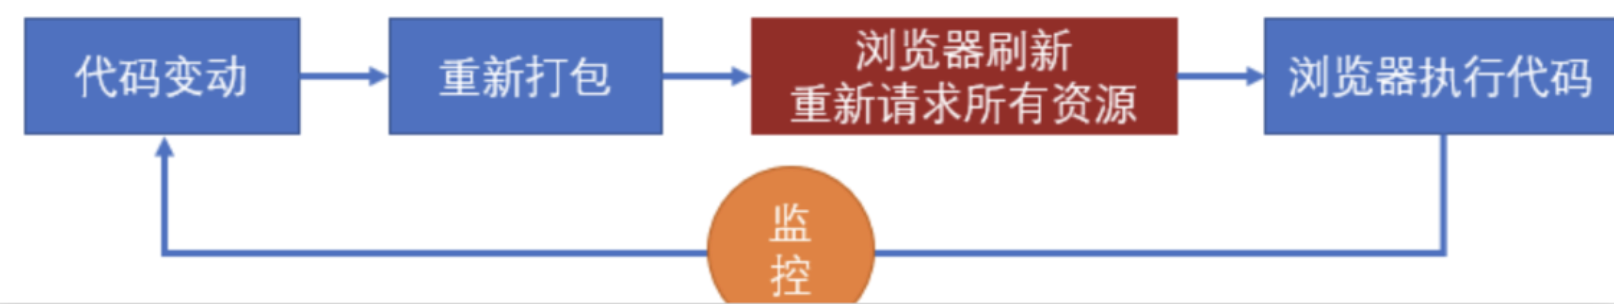 代码变动
重新打包
浏览器刷新
重新请求所有资源
浏览器执行代码
监
控